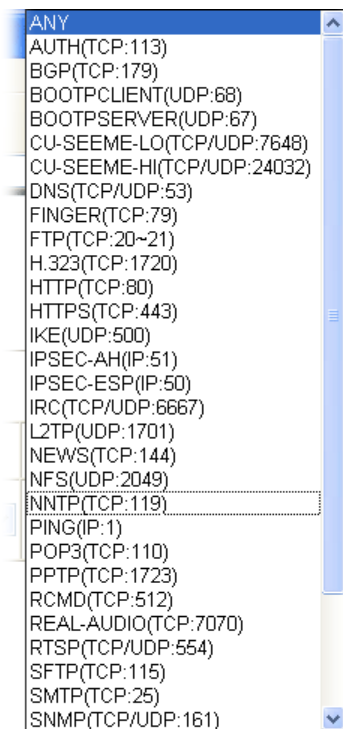 ANY
AUTH(TCP:113)
BGP(TCP:179)
BOOTPCLIENT(UDP:68)
BOOTPSERVER(UDP:67)
CU-SEEME-LO(TCP/UDP:7648)
CU-SEEME-HI(TCP/UDP:24032)
DNS(TCP/UDP:53)
FINGER(TCP:79)
FTP(TCP:20~21)
H.323(TCP:1720)
HTTP(TCP:80)
HTTPS(TCP:443)
IKE(UDP:500)
IPSEC-AH(IP:51)
IPSEC-ESP(IP:50)
IRC(TCP/UDP:6667)
L2TP(UDP:1701)
NEWS(TCP:144)
NFS(UDP:2049)
NNTP(TCP:119)
PING(IP:1)
POP3(TCP:110)
PPTP(TCP:1723)
RCMD(TCP:512)
REAL-AUDIO(TCP:7070)
RTSP(TCP/UDP:554)
SFTP(TCP:115)
SMTP(TCP:25)
SNMP(TCP/UDP:161)